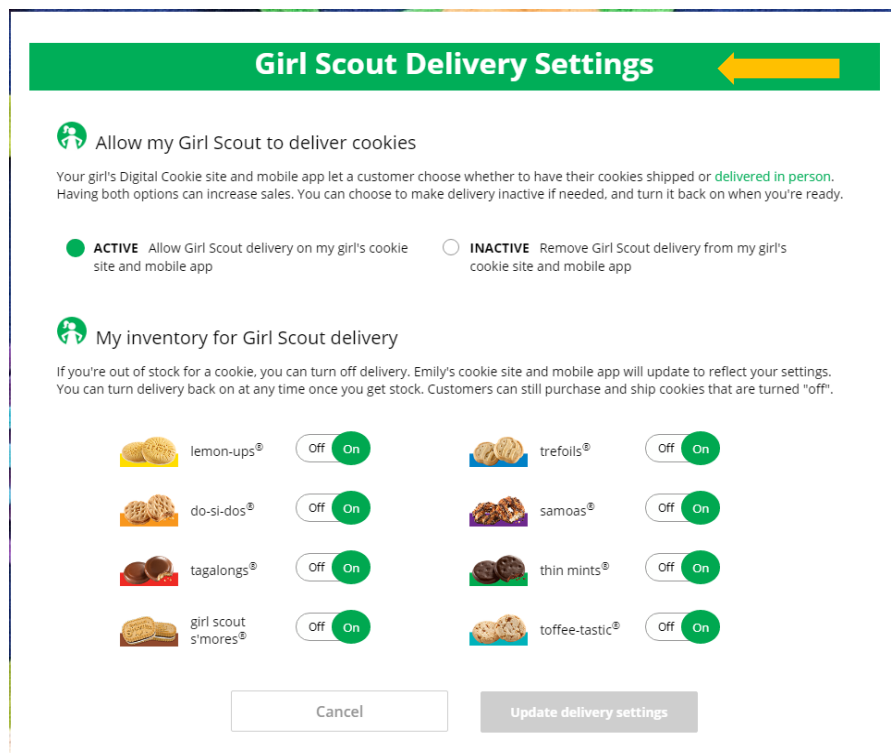 Girl Scout Delivery Settings
Allow my Girl Scout to deliver cookies
Your girl's Digital Cookie site and mobile app let a customer choose whether to have their cookies shipped or delivered in person.
Having both options can increase sales. You can choose to make delivery inactive if needed, and turn it back on when you're ready.
ACTIVE Allow Girl Scout delivery on my girl's cookie
site and mobile app
INACTIVE Remove Girl Scout delivery from my girl's
cookie site and mobile app
My inventory for Girl Scout delivery
If you're out of stock for a cookie, you can turn off delivery. Emily's cookie site and mobile app will update to reflect your settings.
You can turn delivery back on at any time once you get stock. Customers can still purchase and ship cookies that are turned "off".
lemon-ups® Off On
trefoils® Off On
do-si-dos® Off On
samoas® Off On
tagalongs® Off On
thin mints® Off On
girl scout
s'mores® Off On
toffee-tastic® Off On
Cancel
Update delivery settings